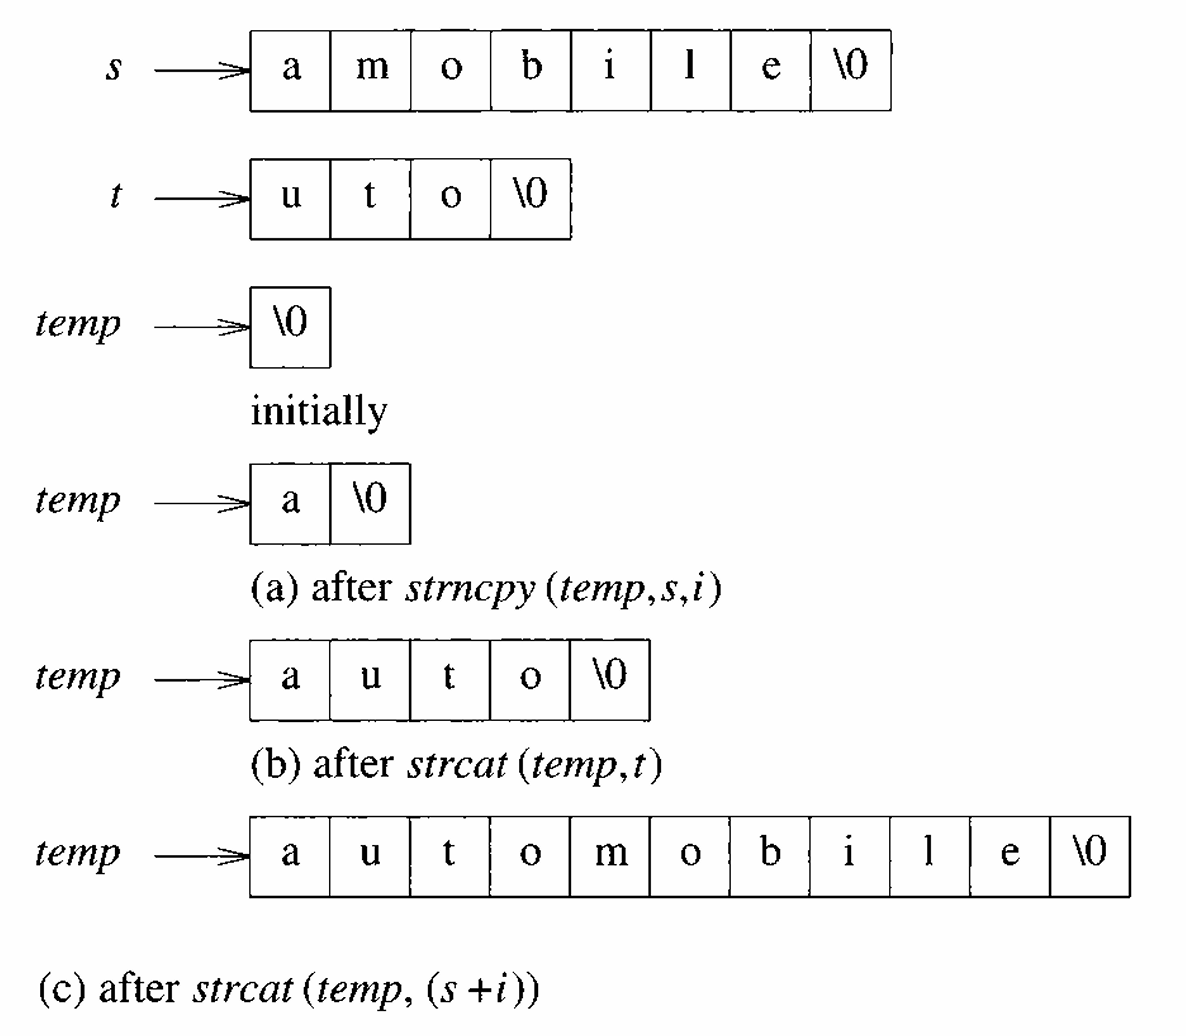 s a m o b i l e \0
t u t o \0
temp \0
initially
temp a \0
(a) after strncpy (temp,s,i)
temp a u t o \0
(b) after strcat (temp,t)
temp a u t o m o b i l e \0
(c) after strcat (temp, (s +i))